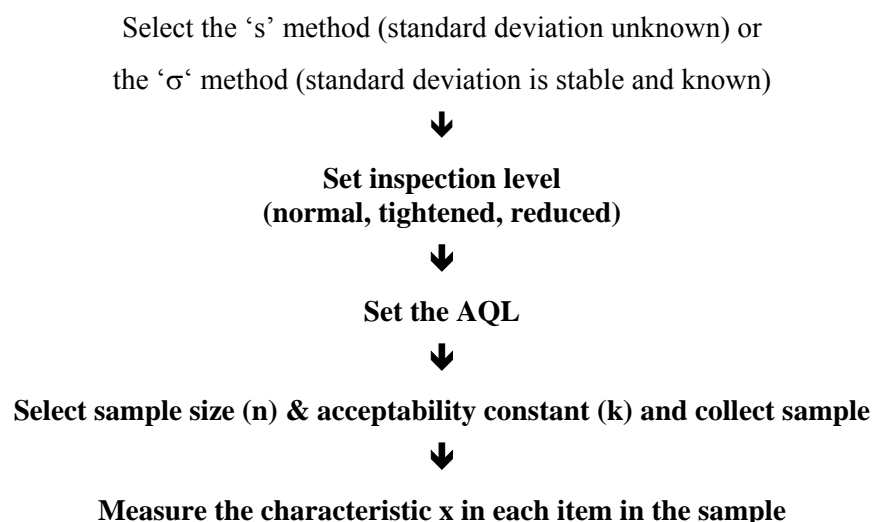 Select the ‘s’ method (standard deviation unknown) or
the ‘σ‘ method (standard deviation is stable and known)
🡻
Set inspection level
(normal, tightened, reduced)
🡻
Set the AQL
🡻
Select sample size (n) & acceptability constant (k) and collect sample
🡻
Measure the characteristic x in each item in the sample